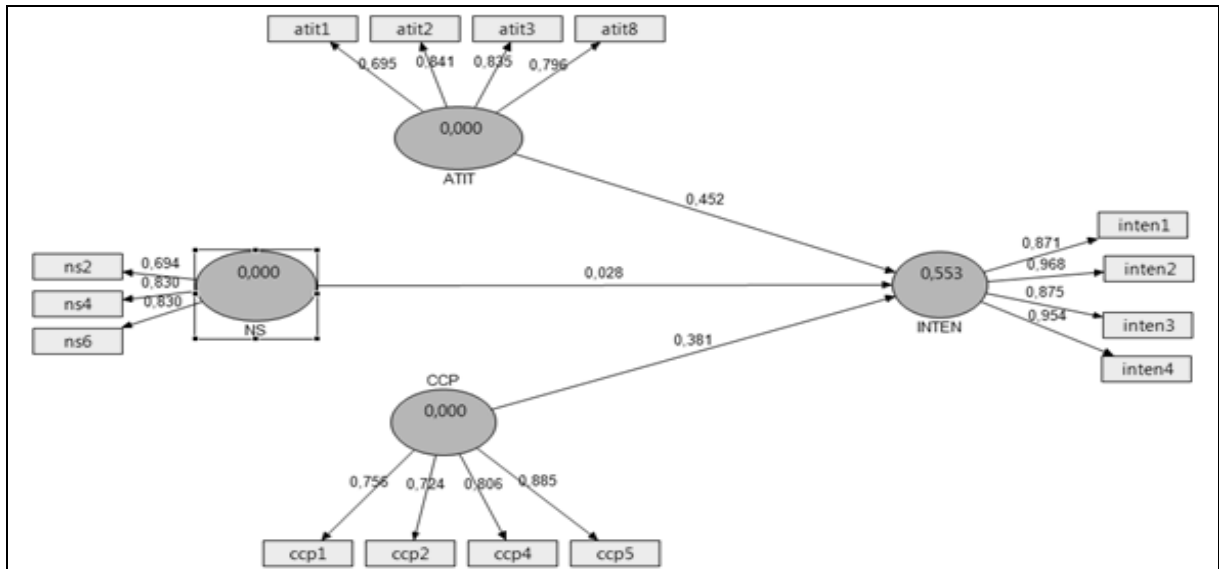 atit1 atit2 atit3 atit8
0,695 0,841 0,835 0,796
0,000
ATIT
0,452
ns2
ns4
ns6
0,694
0,830
0,830
0,000
NS
0,028
0,553
INTEN
0,871
0,968
0,875
0,954
inten1
inten2
inten3
inten4
0,381
CCP
0,000
0,756 0,724 0,806 0,885
ccp1 ccp2 ccp4 ccp5